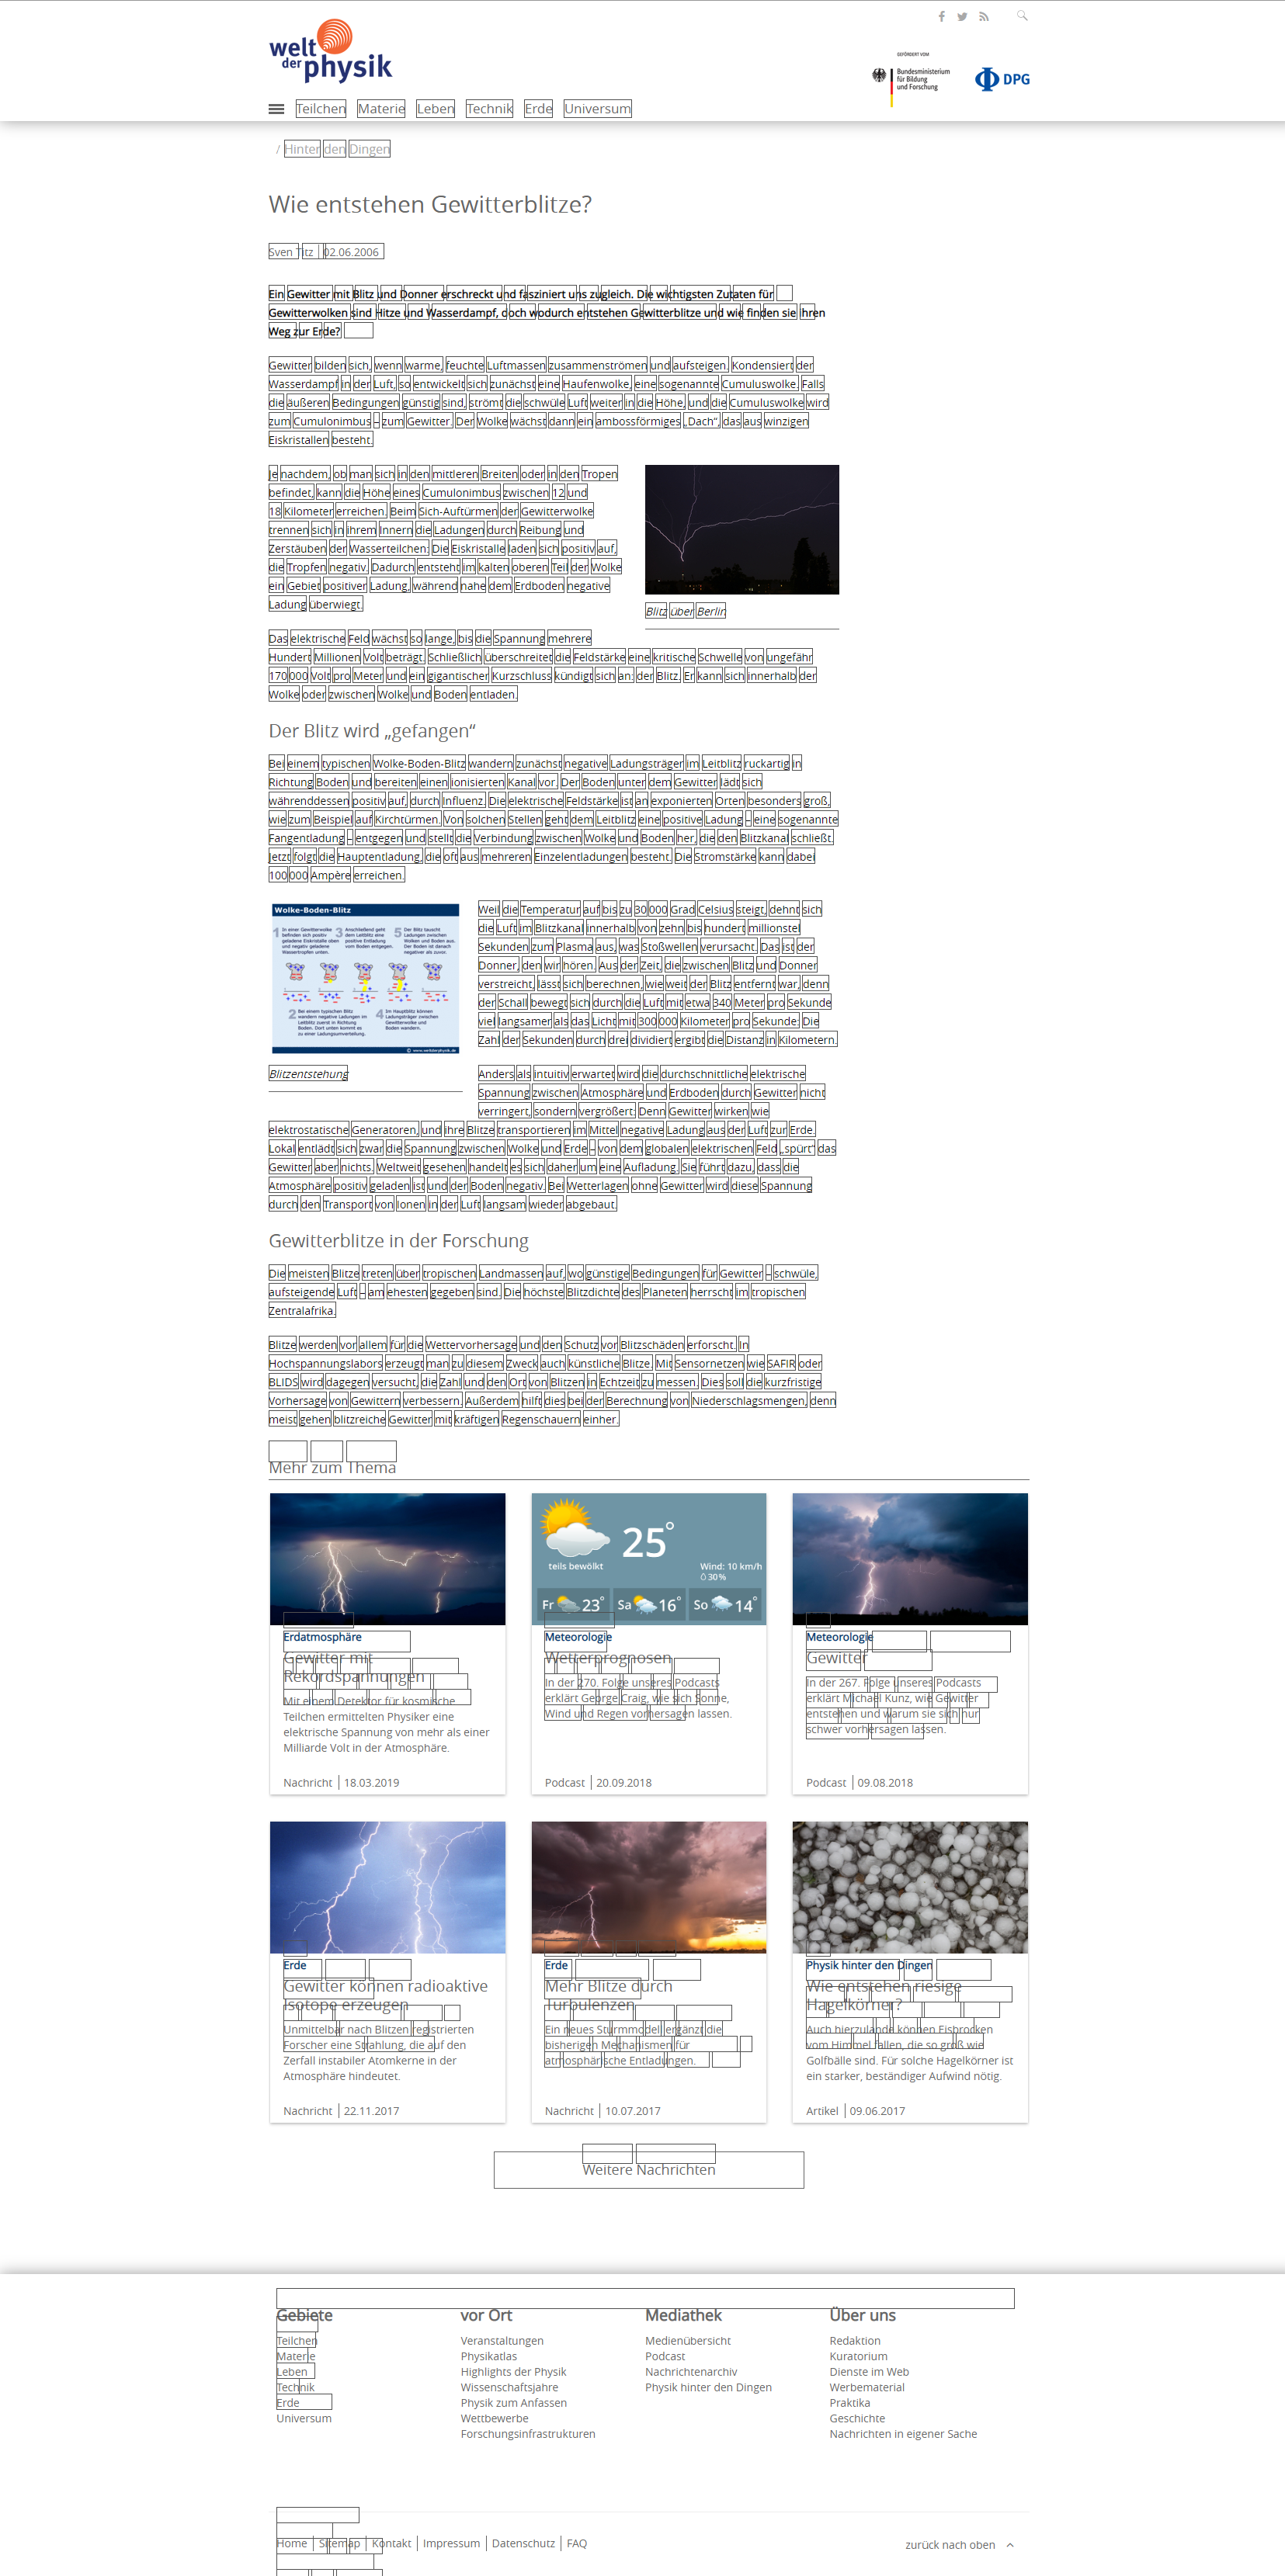 welt der physik
GEFÖRDERT VOM
Bundesministerium
für Bildung
und Forschung
DPG
Teilchen Materie Leben Technik Erde Universum
/ Hinter den Dingen
Wie entstehen Gewitterblitze?
Sven Titz | 02.06.2006
Ein Gewitter mit Blitz und Donner erschreckt und fasziniert uns zugleich. Die wichtigsten Zutaten für
Gewitterwolken sind Hitze und Wasserdampf, doch wodurch entstehen Gewitterblitze und wie finden sie ihren
Weg zur Erde?
Gewitter bilden sich, wenn warme, feuchte Luftmassen zusammenströmen und aufsteigen. Kondensiert der
Wasserdampf in der Luft, so entwickelt sich zunächst eine Haufenwolke, eine sogenannte Cumuluswolke. Falls
die äußeren Bedingungen günstig sind, strömt die schwüle Luft weiter in die Höhe, und die Cumuluswolke wird
zum Cumulonimbus – zum Gewitter. Der Wolke wächst dann ein ambossförmiges „Dach“, das aus winzigen
Eiskristallen besteht.
Je nachdem, ob man sich in den mittleren Breiten oder in den Tropen
befindet, kann die Höhe eines Cumulonimbus zwischen 12 und
18 Kilometer erreichen. Beim Sich-Auftürmen der Gewitterwolke
trennen sich in ihrem Innern die Ladungen durch Reibung und
Zerstäuben der Wasserteilchen: Die Eiskristalle laden sich positiv auf,
die Tropfen negativ. Dadurch entsteht im kalten oberen Teil der Wolke
ein Gebiet positiver Ladung, während nahe dem Erdboden negative
Ladung überwiegt.
Blitz über Berlin
Das elektrische Feld wächst so lange, bis die Spannung mehrere
Hundert Millionen Volt beträgt. Schließlich überschreitet die Feldstärke eine kritische Schwelle von ungefähr
170 000 Volt pro Meter und ein gigantischer Kurzschluss kündigt sich an: der Blitz. Er kann sich innerhalb der
Wolke oder zwischen Wolke und Boden entladen.
Der Blitz wird „gefangen“
Bei einem typischen Wolke-Boden-Blitz wandern zunächst negative Ladungsträger im Leitblitz ruckartig in
Richtung Boden und bereiten einen ionisierten Kanal vor. Der Boden unter dem Gewitter lädt sich
währenddessen positiv auf, durch Influenz. Die elektrische Feldstärke ist an exponierten Orten besonders groß,
wie zum Beispiel auf Kirchtürmen. Von solchen Stellen geht dem Leitblitz eine positive Ladung – eine sogenannte
Fangentladung – entgegen und stellt die Verbindung zwischen Wolke und Boden her, die den Blitzkanal schließt.
Jetzt folgt die Hauptentladung, die oft aus mehreren Einzelentladungen besteht. Die Stromstärke kann dabei
100 000 Ampère erreichen.
Wolke-Boden-Blitz
1 In einer Gewitterwolke befinden sich positiv geladene Eiskristalle oben und negativ geladene Wassertropfen unten.
3 Anschließend geht dem Leitblitz eine positive Entladung vom Boden entgegen.
5 Der Blitz tauscht Ladungen zwischen Wolken und Boden aus. Der Boden ist danach negativer als zuvor.
2 Bei einem typischen Blitz wandern negative Ladungen im Leitblitz zuerst in Richtung Boden. Dort unten kommt es zu einer Ladungsumverteilung.
4 Im Hauptblitz können Ladungsträger zwischen Gewitterwolke und Boden wandern.
© www.weltderphysik.de
Blitzentstehung
Weil die Temperatur auf bis zu 30 000 Grad Celsius steigt, dehnt sich
die Luft im Blitzkanal innerhalb von zehn bis hundert millionstel
Sekunden zum Plasma aus, was Stoßwellen verursacht. Das ist der
Donner, den wir hören. Aus der Zeit, die zwischen Blitz und Donner
verstreicht, lässt sich berechnen, wie weit der Blitz entfernt war, denn
der Schall bewegt sich durch die Luft mit etwa 340 Meter pro Sekunde
viel langsamer als das Licht mit 300 000 Kilometer pro Sekunde: Die
Zahl der Sekunden durch drei dividiert ergibt die Distanz in Kilometern.
Anders als intuitiv erwartet wird die durchschnittliche elektrische
Spannung zwischen Atmosphäre und Erdboden durch Gewitter nicht
verringert, sondern vergrößert: Denn Gewitter wirken wie
elektrostatische Generatoren, und ihre Blitze transportieren im Mittel negative Ladung aus der Luft zur Erde.
Lokal entlädt sich zwar die Spannung zwischen Wolke und Erde – von dem globalen elektrischen Feld „spürt“ das
Gewitter aber nichts. Weltweit gesehen handelt es sich daher um eine Aufladung. Sie führt dazu, dass die
Atmosphäre positiv geladen ist und der Boden negativ. Bei Wetterlagen ohne Gewitter wird diese Spannung
durch den Transport von Ionen in der Luft langsam wieder abgebaut.
Gewitterblitze in der Forschung
Die meisten Blitze treten über tropischen Landmassen auf, wo günstige Bedingungen für Gewitter – schwüle,
aufsteigende Luft – am ehesten gegeben sind. Die höchste Blitzdichte des Planeten herrscht im tropischen
Zentralafrika.
Blitze werden vor allem für die Wettervorhersage und den Schutz vor Blitzschäden erforscht. In
Hochspannungslabors erzeugt man zu diesem Zweck auch künstliche Blitze. Mit Sensornetzen wie SAFIR oder
BLIDS wird dagegen versucht, die Zahl und den Ort von Blitzen in Echtzeit zu messen. Dies soll die kurzfristige
Vorhersage von Gewittern verbessern. Außerdem hilft dies bei der Berechnung von Niederschlagsmengen, denn
meist gehen blitzreiche Gewitter mit kräftigen Regenschauern einher.
Mehr zum Thema
Erdatmosphäre
Gewitter mit
Rekordspannungen
Mit einem Detektor für kosmische
Teilchen ermittelten Physiker eine
elektrische Spannung von mehr als einer
Milliarde Volt in der Atmosphäre.
Nachricht | 18.03.2019
25°
teils bewölkt
Wind: 10 km/h
30%
Fr 23° Sa 16° So 14°
Meteorologie
Wetterprognosen
In der 270. Folge unseres Podcasts
erklärt George Craig, wie sich Sonne,
Wind und Regen vorhersagen lassen.
Podcast | 20.09.2018
Meteorologie
Gewitter
In der 267. Folge unseres Podcasts
erklärt Michael Kunz, wie Gewitter
entstehen und warum sie sich nur
schwer vorhersagen lassen.
Podcast | 09.08.2018
Erde
Gewitter können radioaktive
Isotope erzeugen
Unmittelbar nach Blitzen registrierten
Forscher eine Strahlung, die auf den
Zerfall instabiler Atomkerne in der
Atmosphäre hindeutet.
Nachricht | 22.11.2017
Erde
Mehr Blitze durch
Turbulenzen
Ein neues Sturmmodell ergänzt die
bisherigen Mechanismen für
atmosphärische Entladungen.
Nachricht | 10.07.2017
Physik hinter den Dingen
Wie entstehen riesige
Hagelkörner?
Auch hierzulande können Eisbrocken
vom Himmel fallen, die so groß wie
Golfbälle sind. Für solche Hagelkörner ist
ein starker, beständiger Aufwind nötig.
Artikel | 09.06.2017
Weitere Nachrichten
Gebiete
Teilchen
Materie
Leben
Technik
Erde
Universum
vor Ort
Veranstaltungen
Physikatlas
Highlights der Physik
Wissenschaftsjahre
Physik zum Anfassen
Wettbewerbe
Forschungsinfrastrukturen
Mediathek
Medienübersicht
Podcast
Nachrichtenarchiv
Physik hinter den Dingen
Über uns
Redaktion
Kuratorium
Dienste im Web
Werbematerial
Praktika
Geschichte
Nachrichten in eigener Sache
Home | Sitemap | Kontakt | Impressum | Datenschutz | FAQ
zurück nach oben